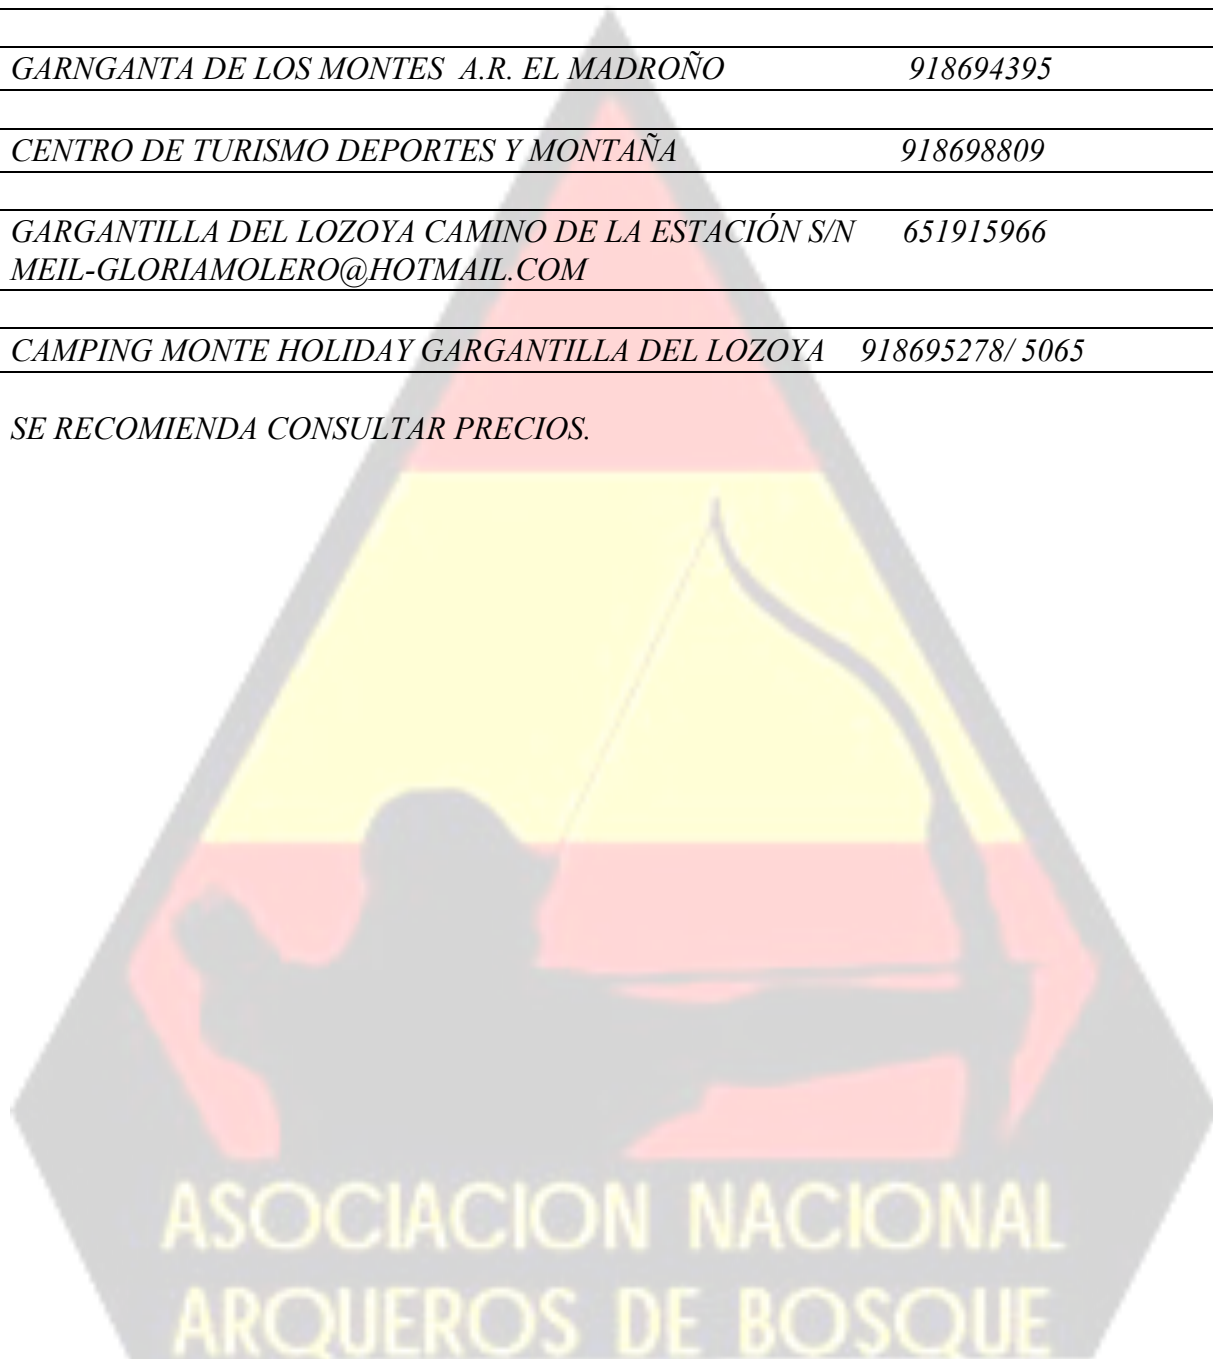 GARNGANTA DE LOS MONTES A.R. EL MADROÑO 918694395
CENTRO DE TURISMO DEPORTES Y MONTAÑA 918698809
GARGANTILLA DEL LOZOYA CAMINO DE LA ESTACIÓN S/N 651915966
MEIL-GLORIAMOLERO@HOTMAIL.COM
CAMPING MONTE HOLIDAY GARGANTILLA DEL LOZOYA 918695278/ 5065
SE RECOMIENDA CONSULTAR PRECIOS.
ASOCIACION NACIONAL
ARQUEROS DE BOSQUE